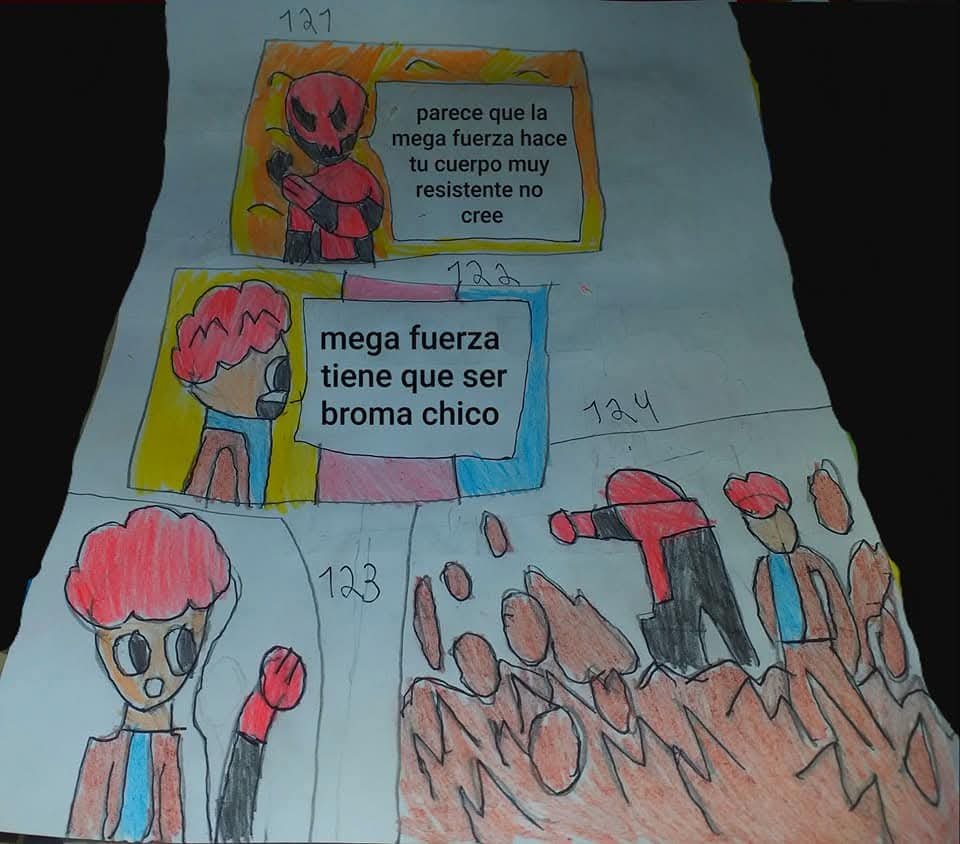 121
parece que la
mega fuerza hace
tu cuerpo muy
resistente no
cree
122
mega fuerza
tiene que ser
broma chico
124
123